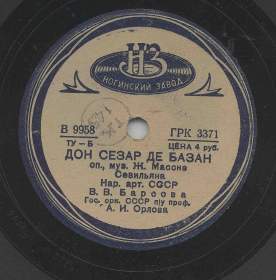 НЗ
НОГИНСКИЙ ЗАВОД
В 9958 ГРК 3371
ТУ-Б ЦЕНА 4 руб.
ДОН СЕЗАР ДЕ БАЗАН
оп., муз. Ж. Массне
Севильяна
Нар. арт. СССР
В. В. Барсова
Гос. орк. СССР п/у проф.
А. И. Орлова